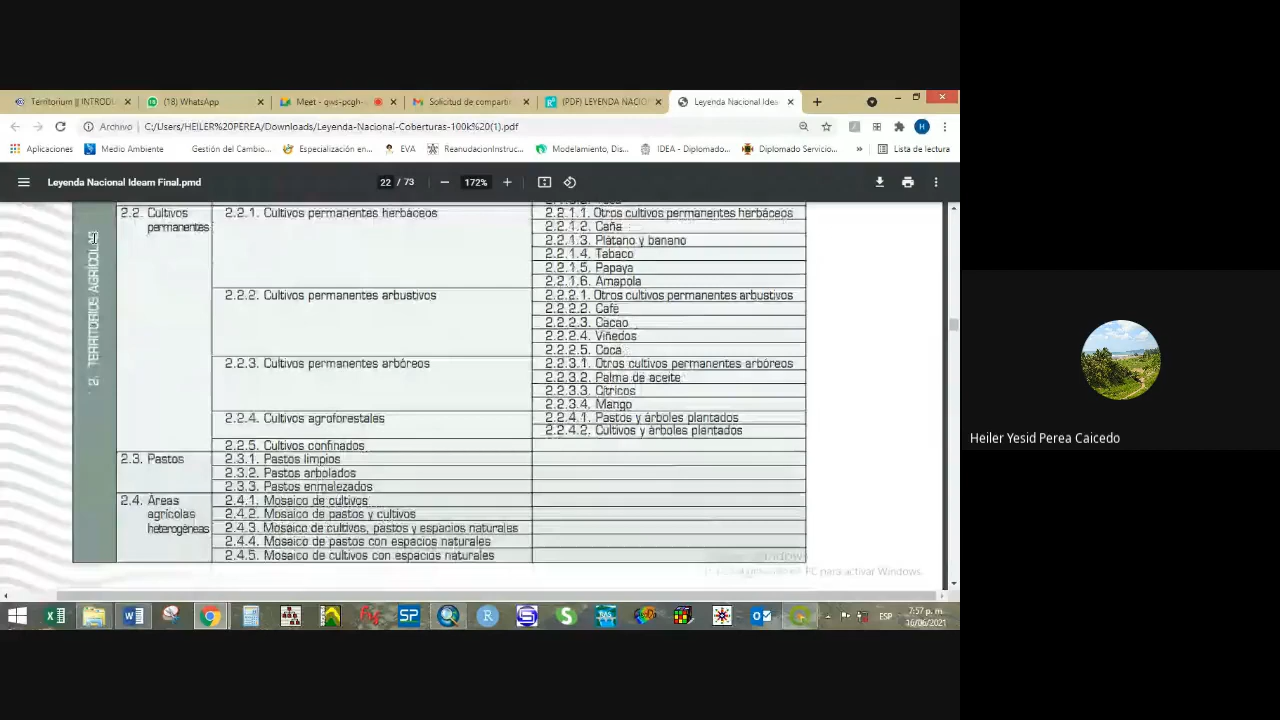 Territorium || INTRODU
(18) WhatsApp
Meet - qws-pcgh-
Solicitud de comparti
(PDF) LEYENDA NACIO
Leyenda Nacional Idea
Archivo
C:/Users/HEILER%20PEREA/Downloads/Leyenda-Nacional-Coberturas-100k%20(1).pdf
Aplicaciones
Medio Ambiente
Gestión del Cambio...
Especialización en...
EVA
ReanudacionInstruc...
Modelamiento, Dis...
IDEA - Diplomado...
Diplomado Servicio...
»
Lista de lectura
Leyenda Nacional Ideam Final.pmd
22 / 73
172%
2. TERRITORIOS AGRÍCOLAS
2.2. Cultivos
permanentes
2.2.1. Cultivos permanentes herbáceos
2.2.1.1. Otros cultivos permanentes herbáceos
2.2.1.2. Caña
2.2.1.3. Plátano y banano
2.2.1.4. Tabaco
2.2.1.5. Papaya
2.2.1.6. Amapola
2.2.2. Cultivos permanentes arbustivos
2.2.2.1. Otros cultivos permanentes arbustivos
2.2.2.2. Café
2.2.2.3. Cacao
2.2.2.4. Viñedos
2.2.2.5. Coca
2.2.3. Cultivos permanentes arbóreos
2.2.3.1. Otros cultivos permanentes arbóreos
2.2.3.2. Palma de aceite
2.2.3.3. Cítricos
2.2.3.4. Mango
2.2.4. Cultivos agroforestales
2.2.4.1. Pastos y árboles plantados
2.2.4.2. Cultivos y árboles plantados
2.2.5. Cultivos confinados
2.3. Pastos
2.3.1. Pastos limpios
2.3.2. Pastos arbolados
2.3.3. Pastos enmalezados
2.4. Áreas
agrícolas
heterogéneas
2.4.1. Mosaico de cultivos
2.4.2. Mosaico de pastos y cultivos
2.4.3. Mosaico de cultivos, pastos y espacios naturales
2.4.4. Mosaico de pastos con espacios naturales
2.4.5. Mosaico de cultivos con espacios naturales
PC para activar Windows.
ESP
7:57 p. m.
16/06/2021
Heiler Yesid Perea Caicedo